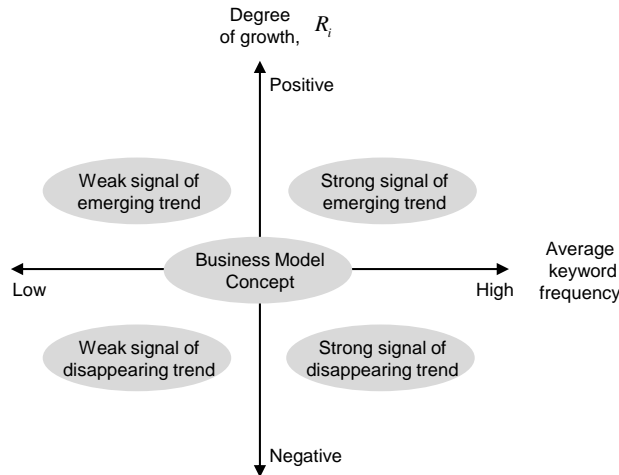 Degree
of growth, R_i
Positive
Weak signal of
emerging trend
Strong signal of
emerging trend
Business Model
Concept
Average
keyword
frequency
Low
High
Weak signal of
disappearing trend
Strong signal of
disappearing trend
Negative